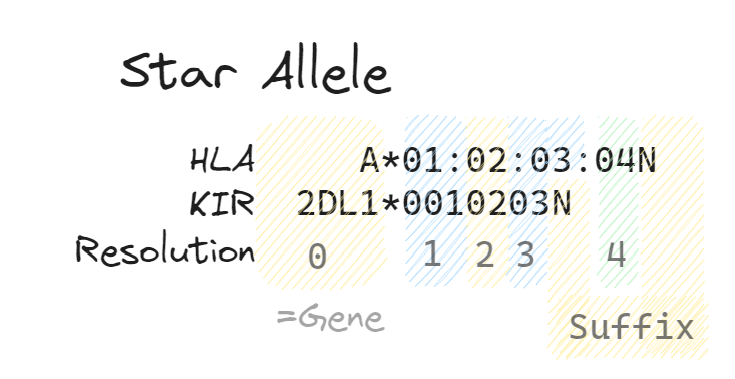 Star Allele
HLA A*01:02:03:04N
KIR 2DL1*0010203N
Resolution 0 1 2 3 4
=Gene
Suffix